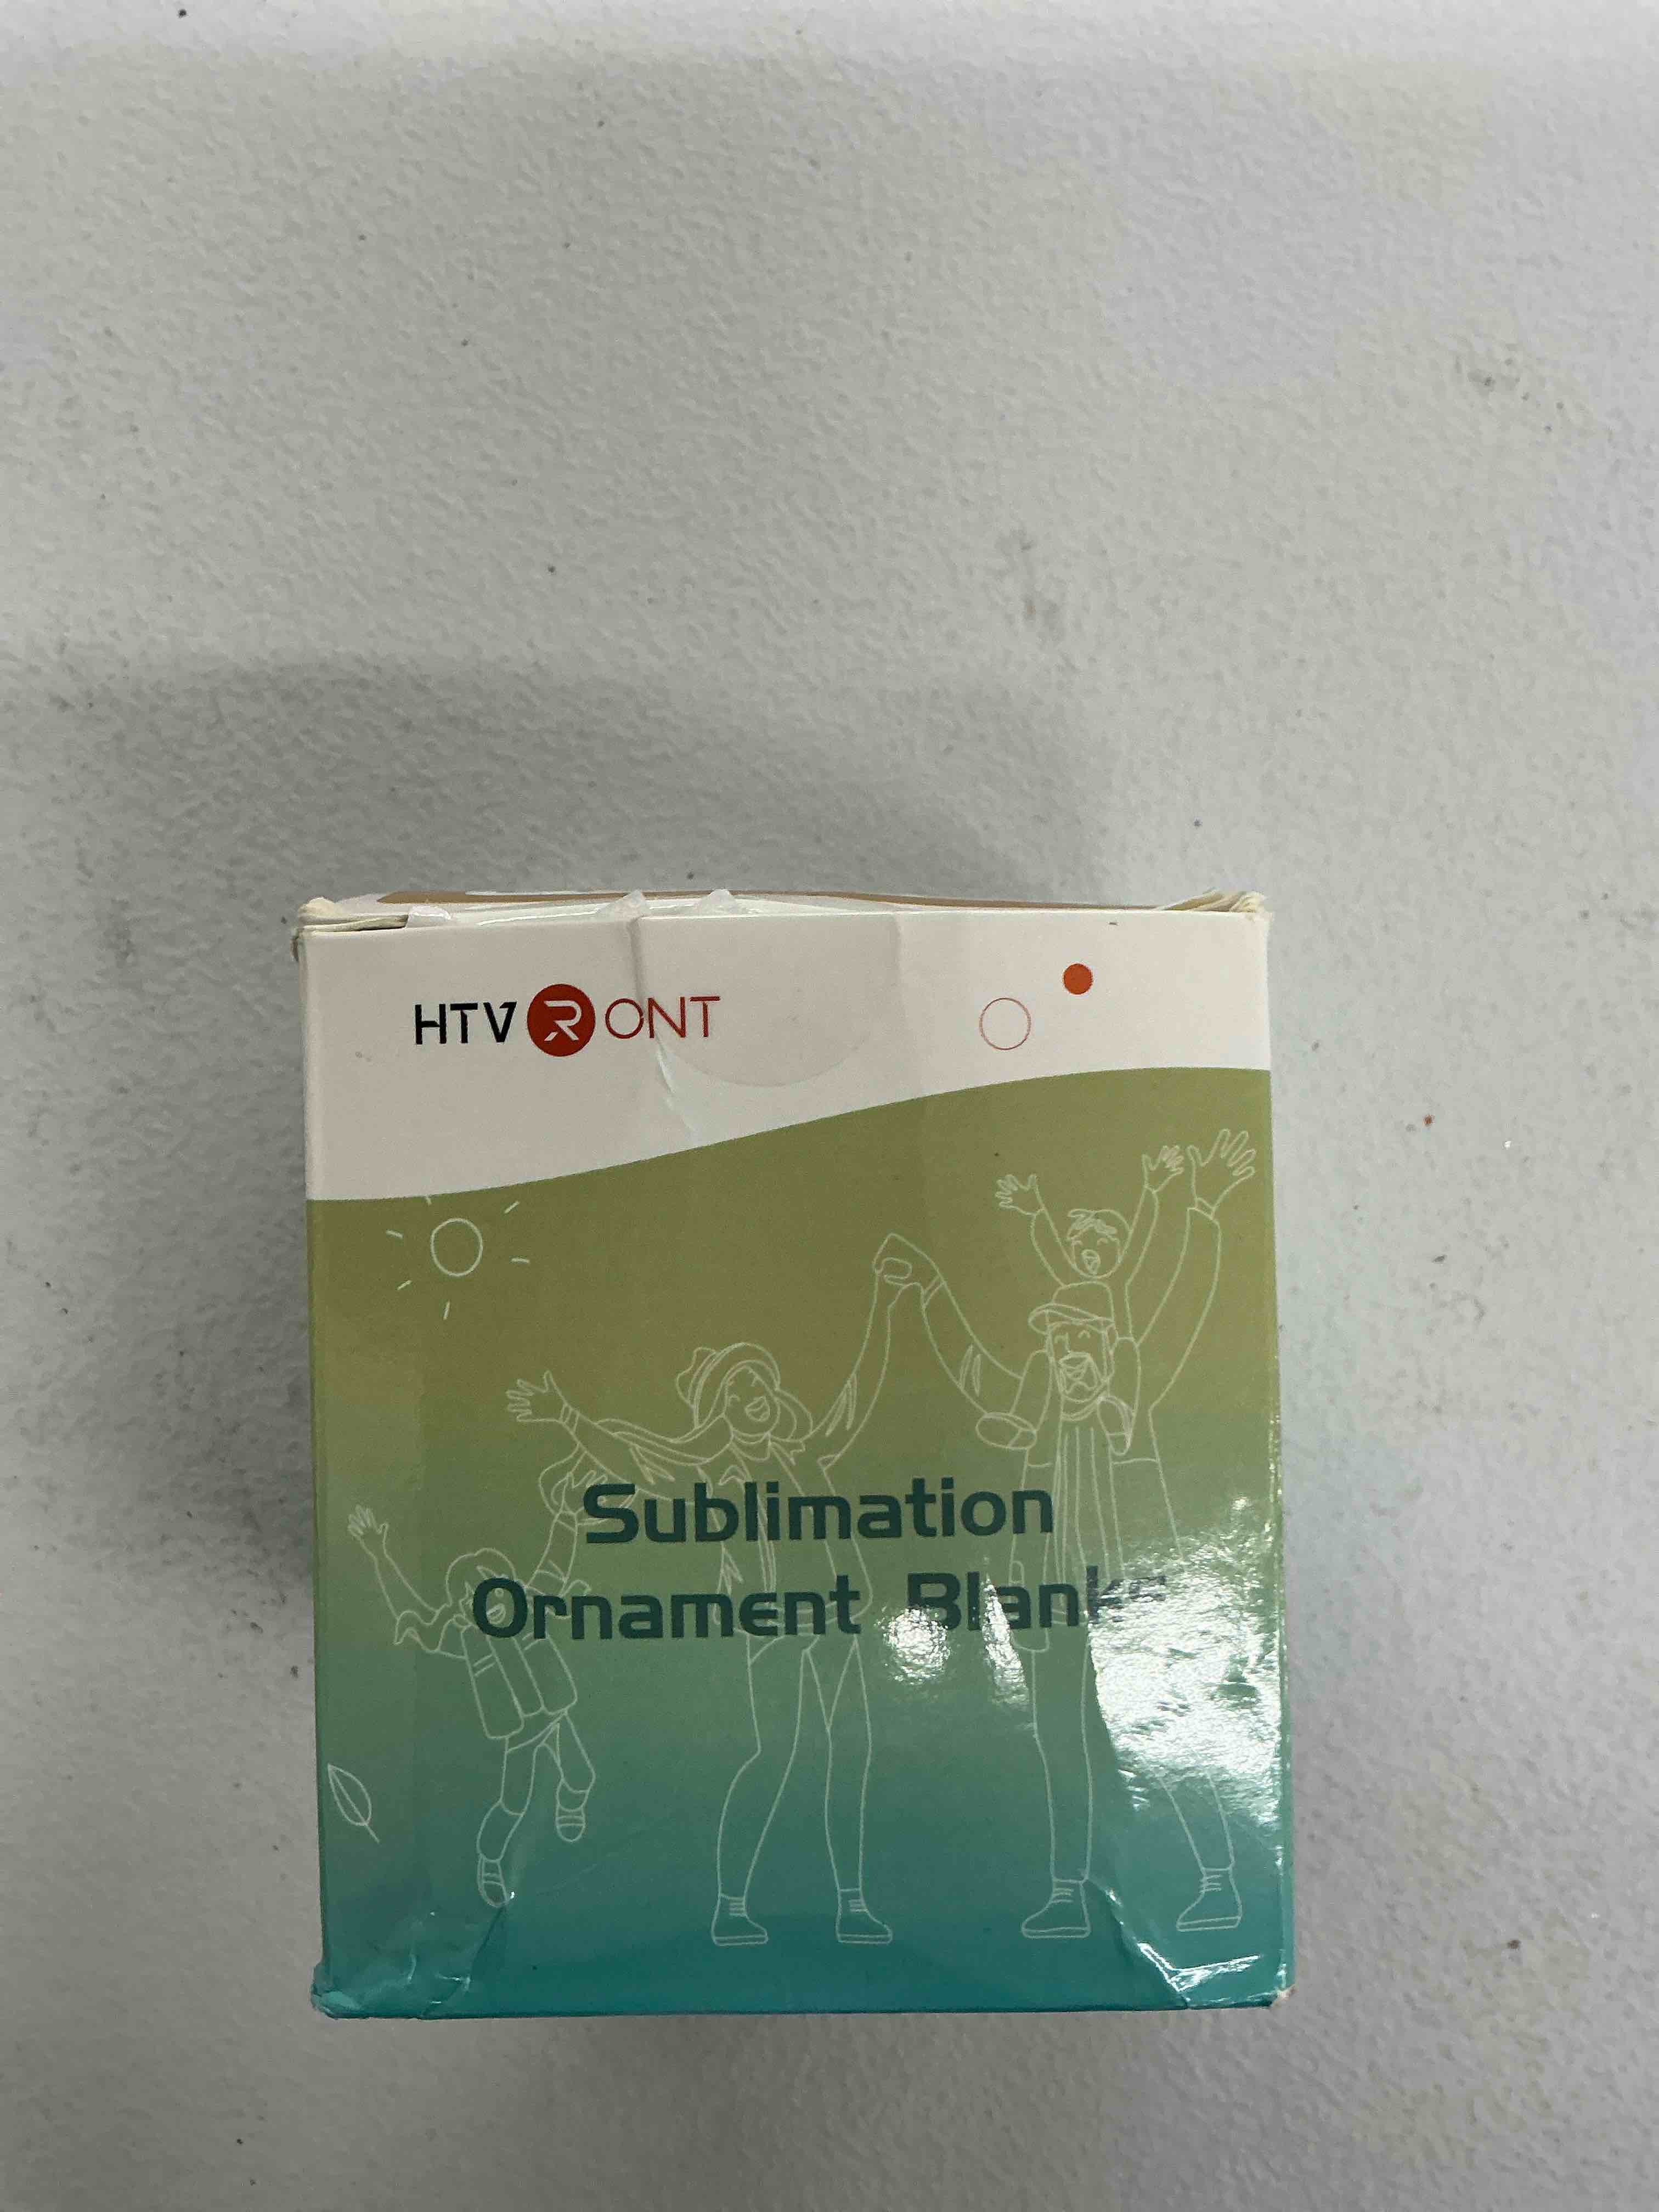 HTVRONT
Sublimation
Ornament Blanks